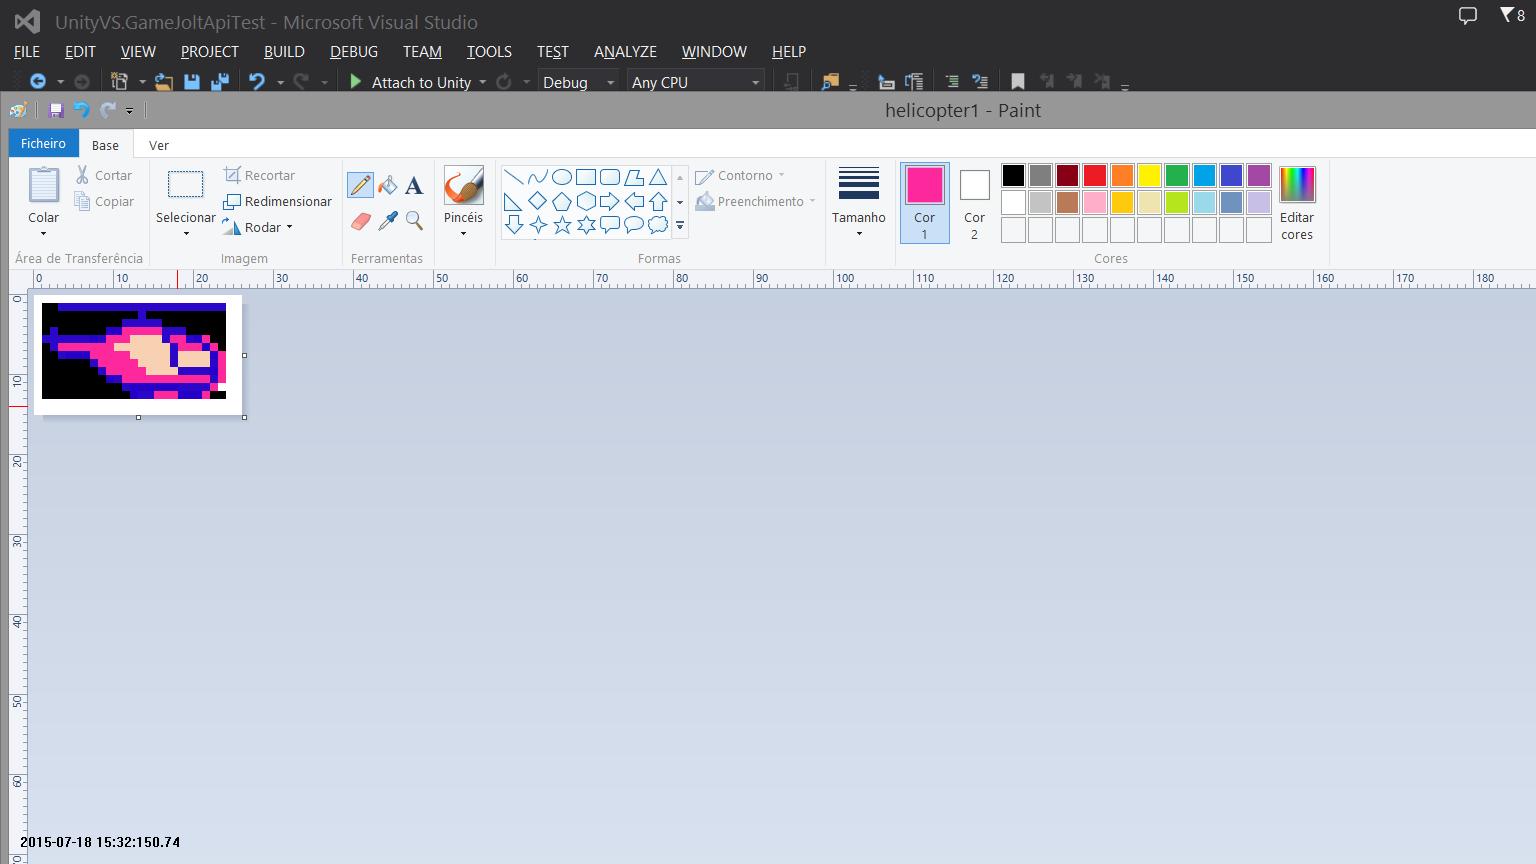 UnityVS.GameJoltApiTest - Microsoft Visual Studio
8
FILE EDIT VIEW PROJECT BUILD DEBUG TEAM TOOLS TEST ANALYZE WINDOW HELP
Attach to Unity Debug Any CPU
helicopter1 - Paint
Ficheiro Base Ver
Colar
Cortar
Copiar
Área de Transferência
Selecionar
Recortar
Redimensionar
Rodar
Imagem
A
Ferramentas
Pincéis
Contorno
Preenchimento
Formas
Tamanho
Cor
1
Cor
2
Editar
cores
Cores
0 10 20 30 40 50 60 70 80 90 100 110 120 130 140 150 160 170 180
0
10
20
30
40
50
60
70
2015-07-18 15:32:150.74